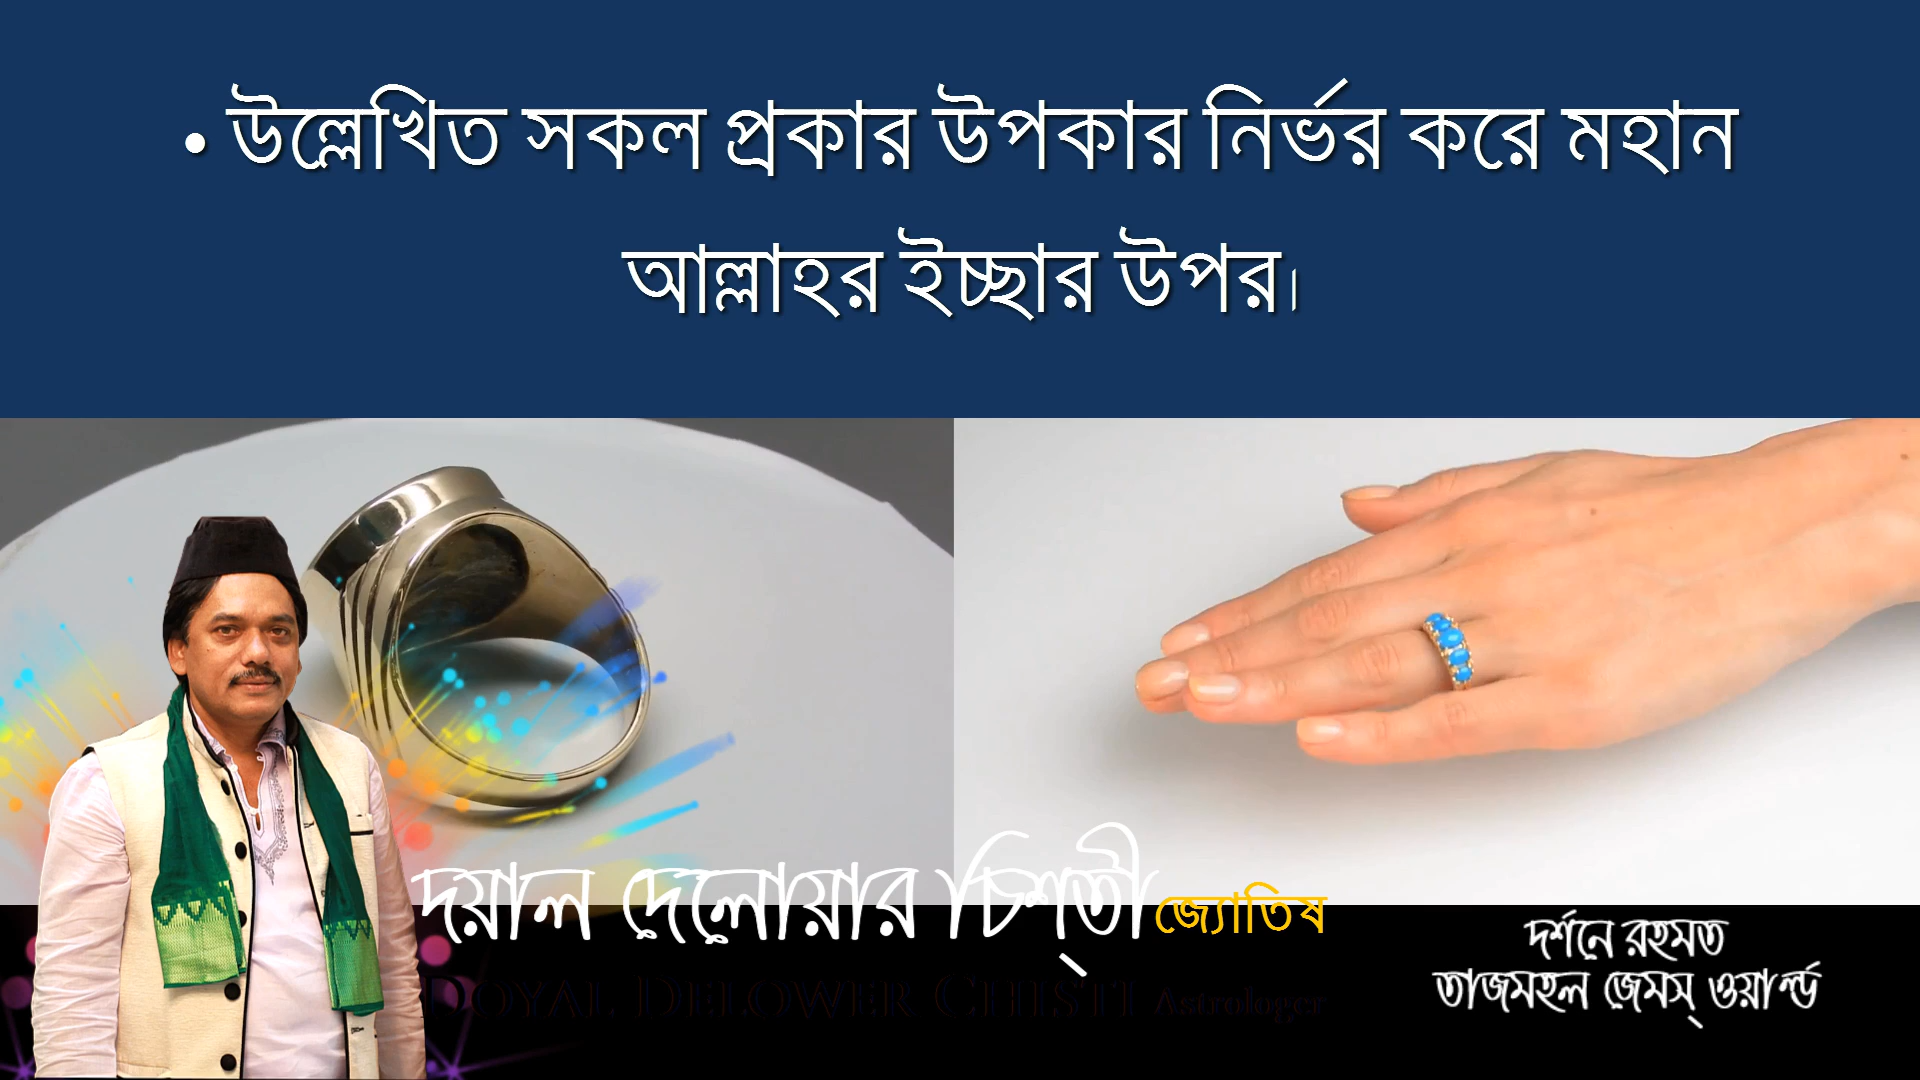 • উল্লেখিত সকল প্রকার উপকার নির্ভর করে মহান
আল্লাহর ইচ্ছার উপর।
দয়াল দেলোয়ার চিশ্তী জ্যোতিষ
DOYAL DELOWER CHISTI Astrologer
দর্শনে রহমত
তাজমহল জেমস্ ওয়ার্ল্ড